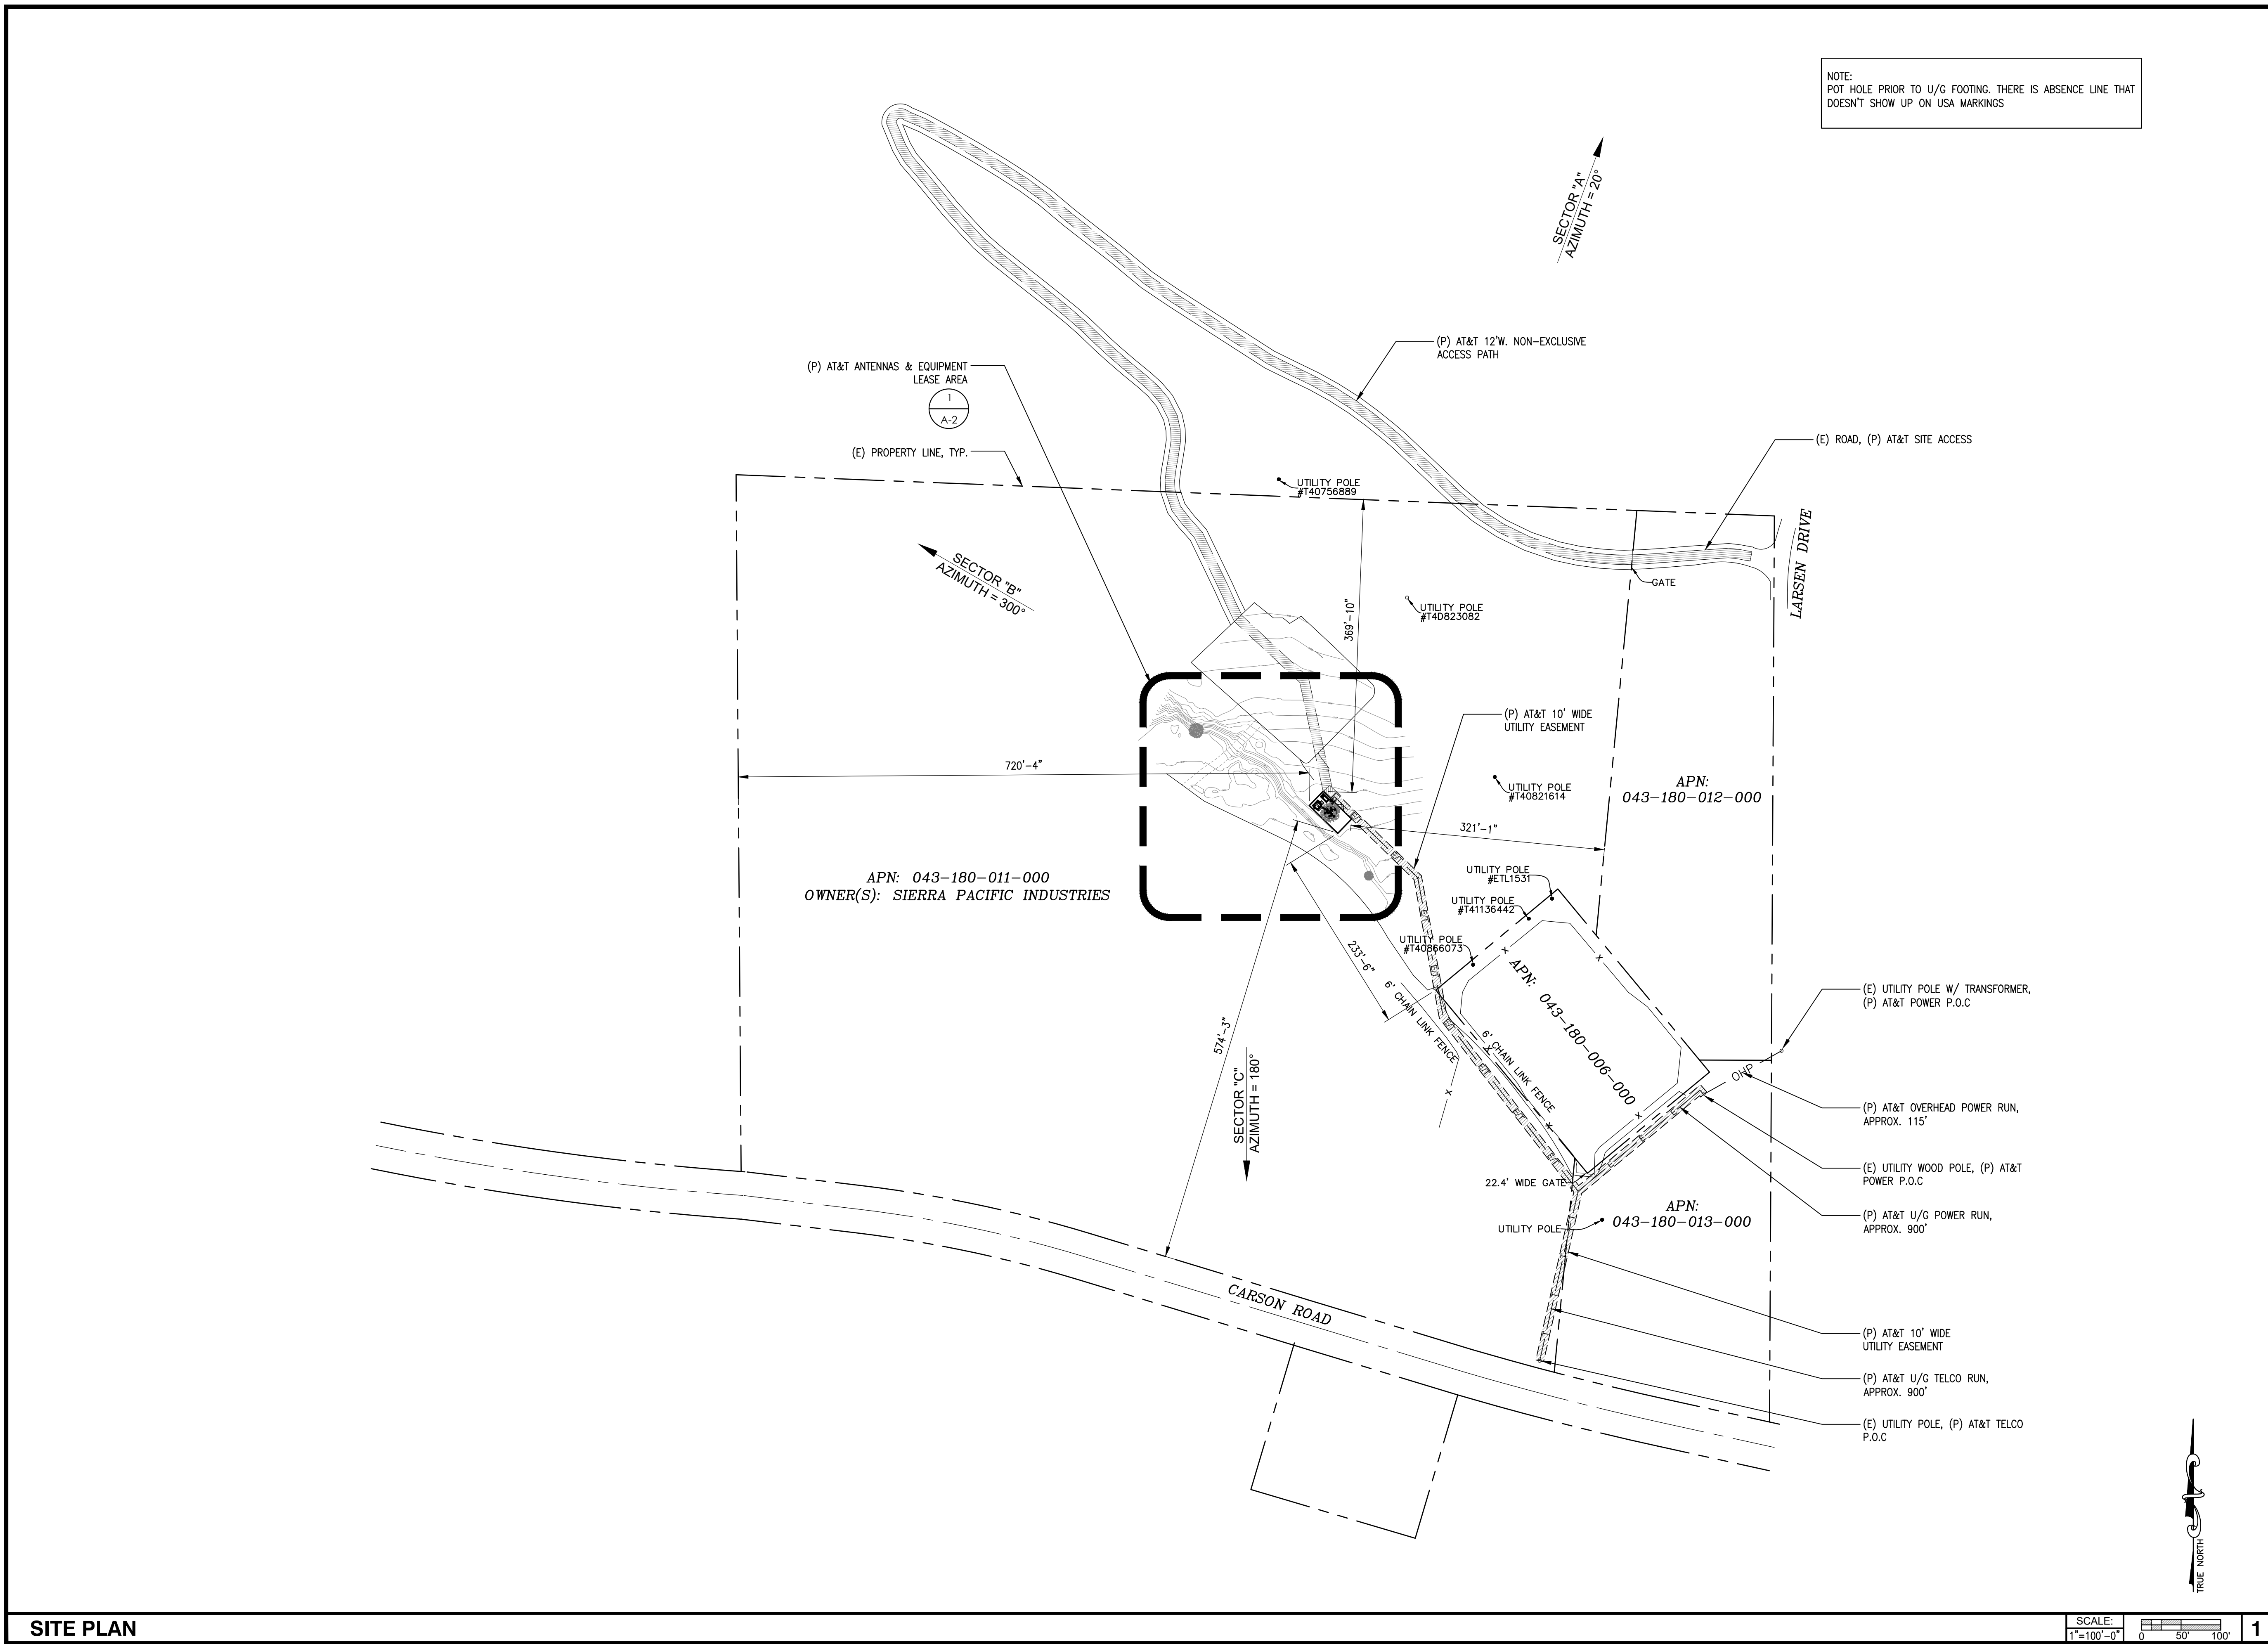 NOTE:
POT HOLE PRIOR TO U/G FOOTING. THERE IS ABSENCE LINE THAT
DOESN'T SHOW UP ON USA MARKINGS
SECTOR "A"
AZIMUTH = 20°
(P) AT&T 12'W. NON-EXCLUSIVE
ACCESS PATH
(P) AT&T ANTENNAS & EQUIPMENT
LEASE AREA
1
A-2
(E) PROPERTY LINE, TYP.
(E) ROAD, (P) AT&T SITE ACCESS
UTILITY POLE
#T40756889
LARSEN DRIVE
SECTOR "B"
AZIMUTH = 300°
GATE
369'-10"
UTILITY POLE
#T4D823082
(P) AT&T 10' WIDE
UTILITY EASEMENT
720'-4"
UTILITY POLE
#T40821614
APN:
043-180-012-000
321'-1"
APN: 043-180-011-000
OWNER(S): SIERRA PACIFIC INDUSTRIES
UTILITY POLE
#ETL1531
UTILITY POLE
#T41136442
UTILITY POLE
#T40866073
233'-6"
6' CHAIN LINK FENCE
6' CHAIN LINK FENCE
APN: 043-180-006-000
574'-3"
SECTOR "C"
AZIMUTH = 180°
(E) UTILITY POLE W/ TRANSFORMER,
(P) AT&T POWER P.O.C
OHP
(P) AT&T OVERHEAD POWER RUN,
APPROX. 115'
(E) UTILITY WOOD POLE, (P) AT&T
POWER P.O.C
22.4' WIDE GATE
APN:
043-180-013-000
UTILITY POLE
(P) AT&T U/G POWER RUN,
APPROX. 900'
CARSON ROAD
(P) AT&T 10' WIDE
UTILITY EASEMENT
(P) AT&T U/G TELCO RUN,
APPROX. 900'
(E) UTILITY POLE, (P) AT&T TELCO
P.O.C
TRUE NORTH
SITE PLAN
SCALE:
1"=100'-0"
0 50' 100'
1